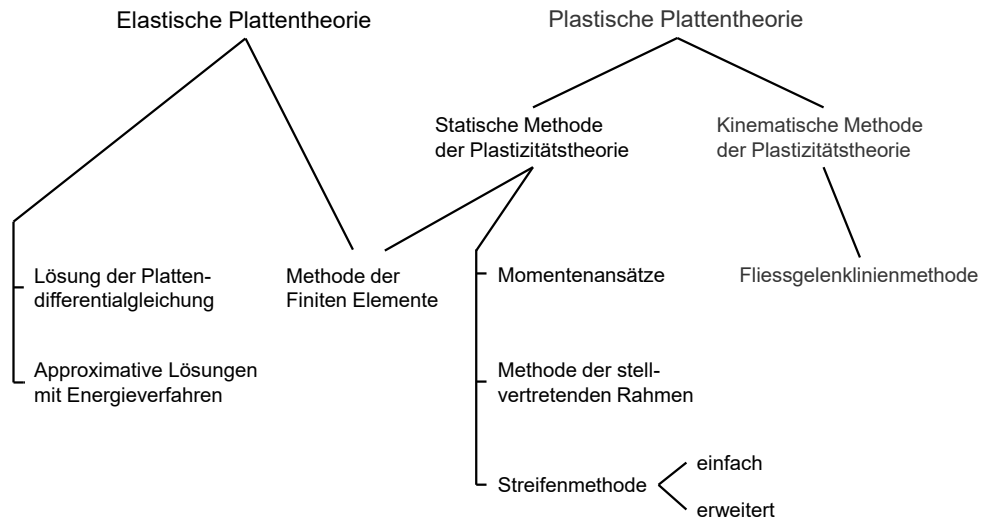 Elastische Plattentheorie
Plastische Plattentheorie
Statische Methode
der Plastizitätstheorie
Kinematische Methode
der Plastizitätstheorie
Lösung der Platten-
differentialgleichung
Methode der
Finiten Elemente
Momentenansätze
Fliessgelenklinienmethode
Approximative Lösungen
mit Energieverfahren
Methode der stell-
vertretenden Rahmen
Streifenmethode
einfach
erweitert